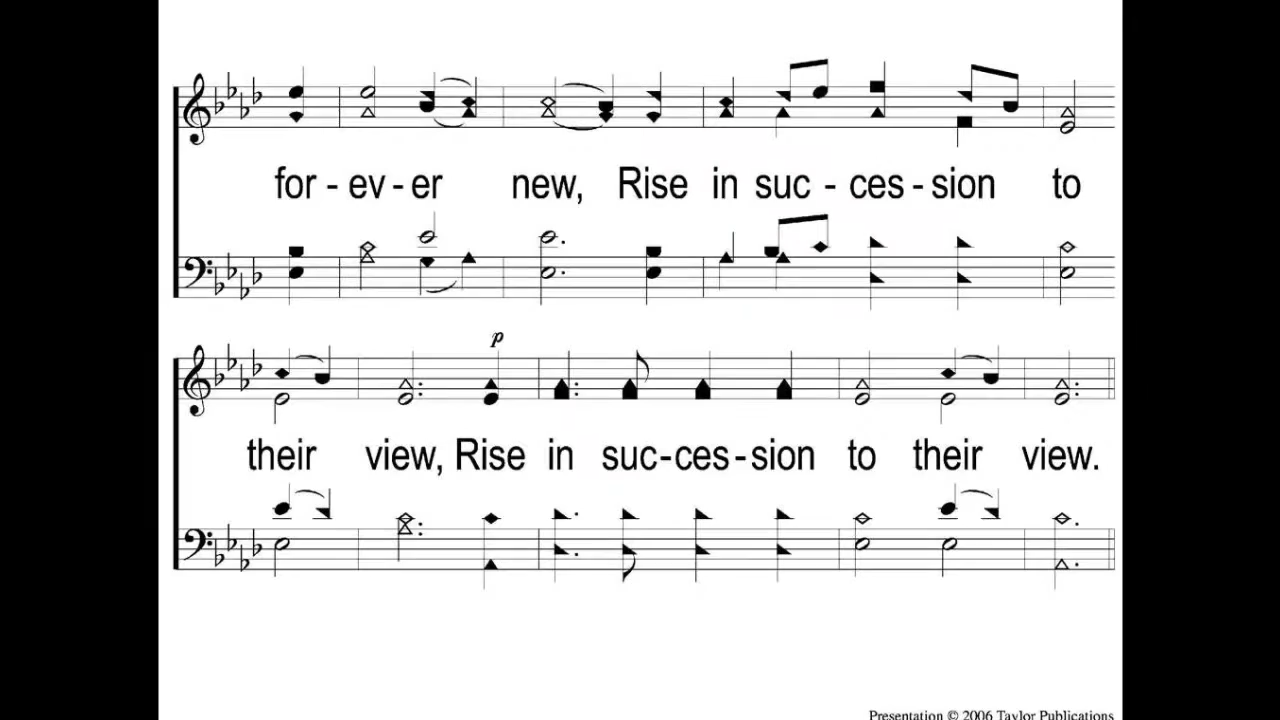 for - ev - er new, Rise in suc - ces - sion to
p
their view, Rise in suc - ces - sion to their view.
Presentation © 2006 Taylor Publications